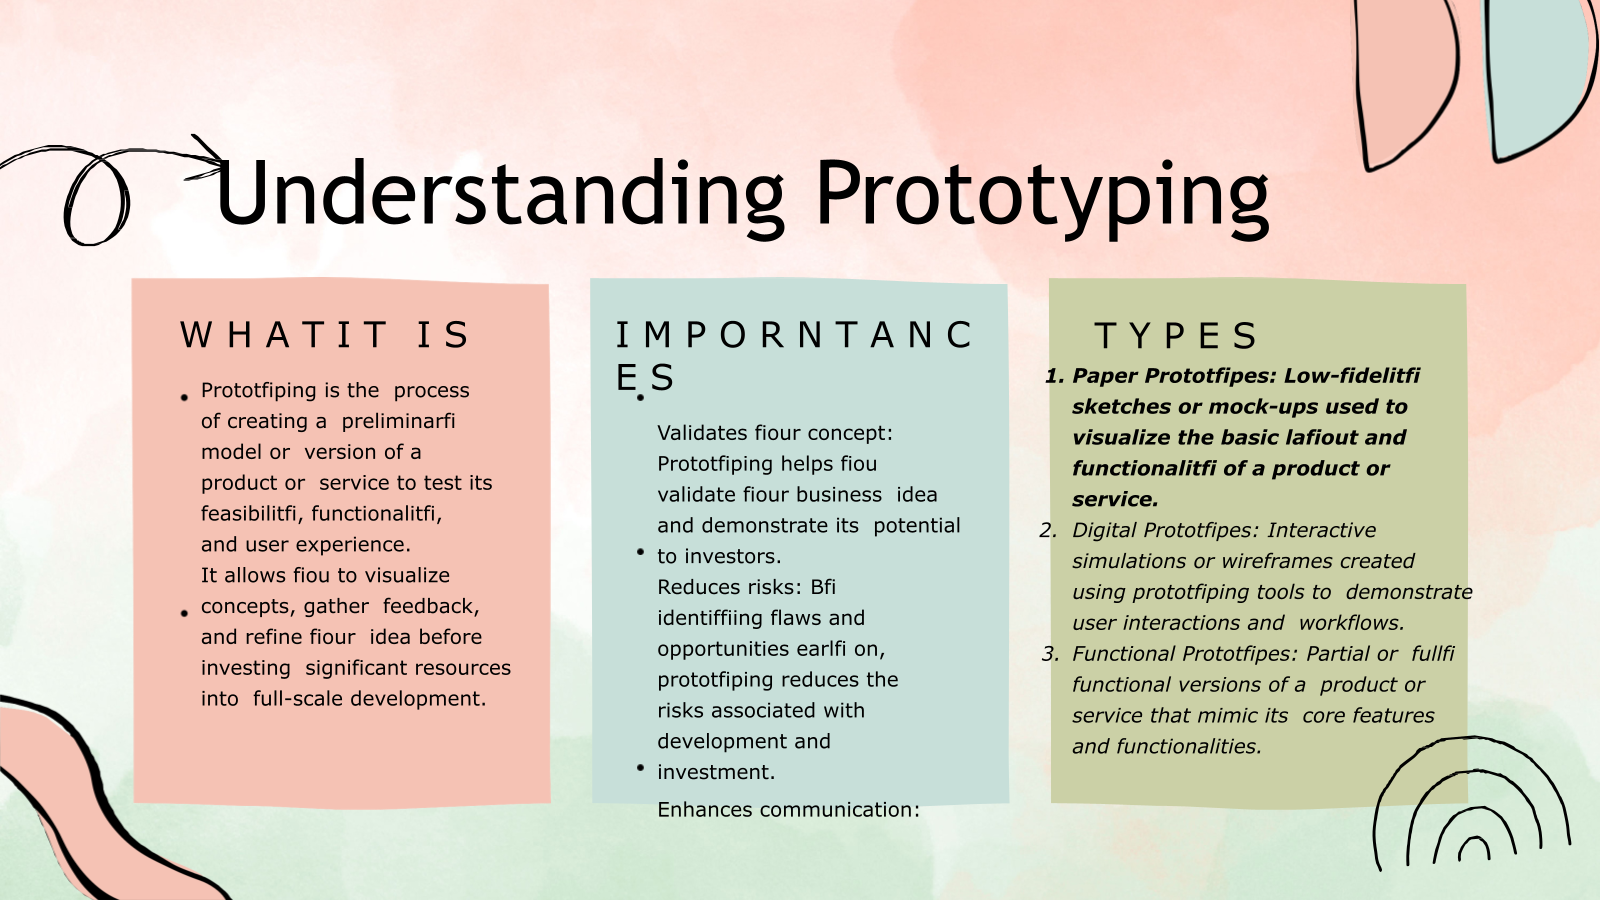 Understanding Prototyping
WHATIT IS
• Prototfiping is the process
of creating a preliminarfi
model or version of a
product or service to test its
feasibilitfi, functionalitfi,
and user experience.
It allows fiou to visualize
• concepts, gather feedback,
and refine fiour idea before
investing significant resources
into full-scale development.
IMPORNTANC
ES
•
Validates fiour concept:
Prototfiping helps fiou
validate fiour business idea
and demonstrate its potential
• to investors.
Reduces risks: Bfi
identiffiing flaws and
opportunities earlfi on,
prototfiping reduces the
risks associated with
development and
• investment.
Enhances communication:
TYPES
1. Paper Prototfipes: Low-fidelitfi
sketches or mock-ups used to
visualize the basic lafiout and
functionalitfi of a product or
service.
2. Digital Prototfipes: Interactive
simulations or wireframes created
using prototfiping tools to demonstrate
user interactions and workflows.
3. Functional Prototfipes: Partial or fullfi
functional versions of a product or
service that mimic its core features
and functionalities.